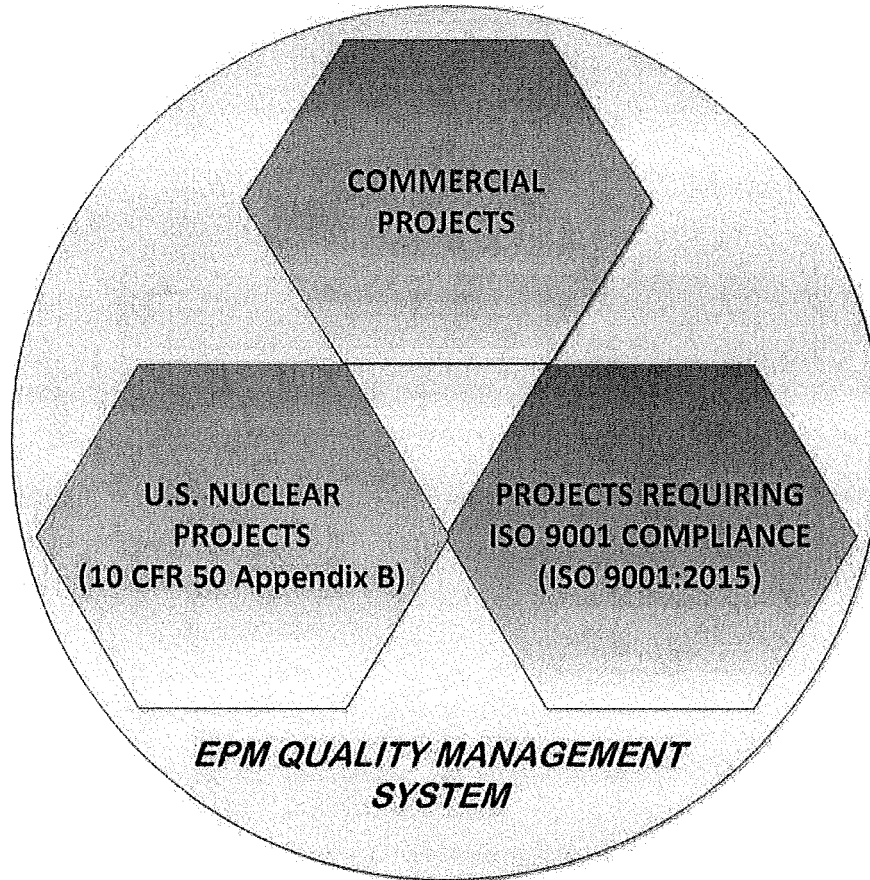 COMMERCIAL
PROJECTS
U.S. NUCLEAR
PROJECTS
(10 CFR 50 Appendix B)
PROJECTS REQUIRING
ISO 9001 COMPLIANCE
(ISO 9001:2015)
EPM QUALITY MANAGEMENT
SYSTEM